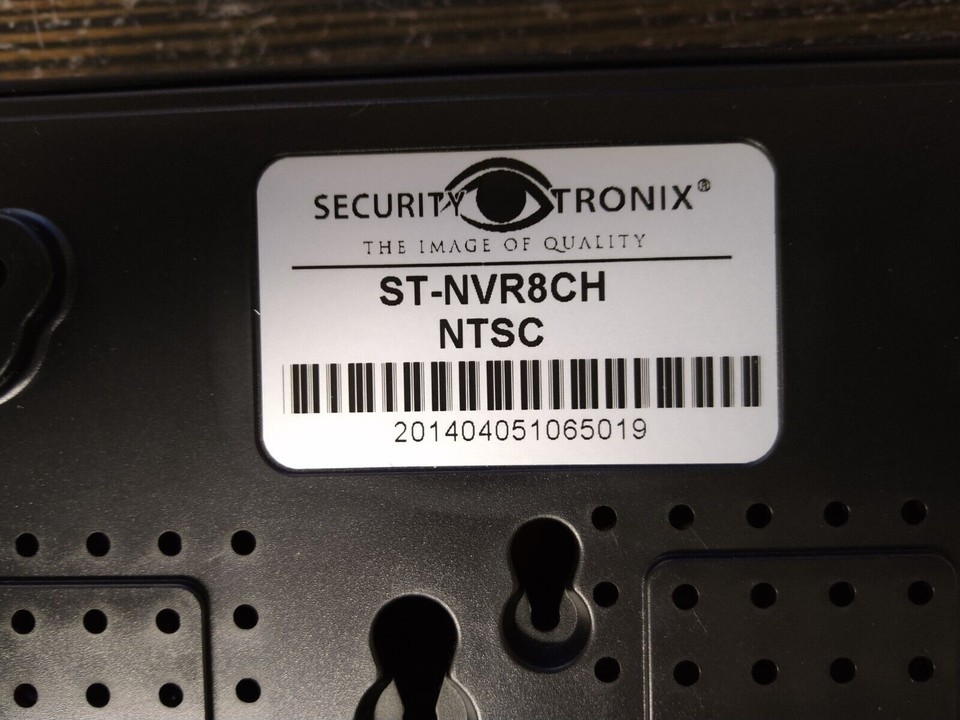 SECURITY TRONIX®
THE IMAGE OF QUALITY
ST-NVR8CH
NTSC
201404051065019